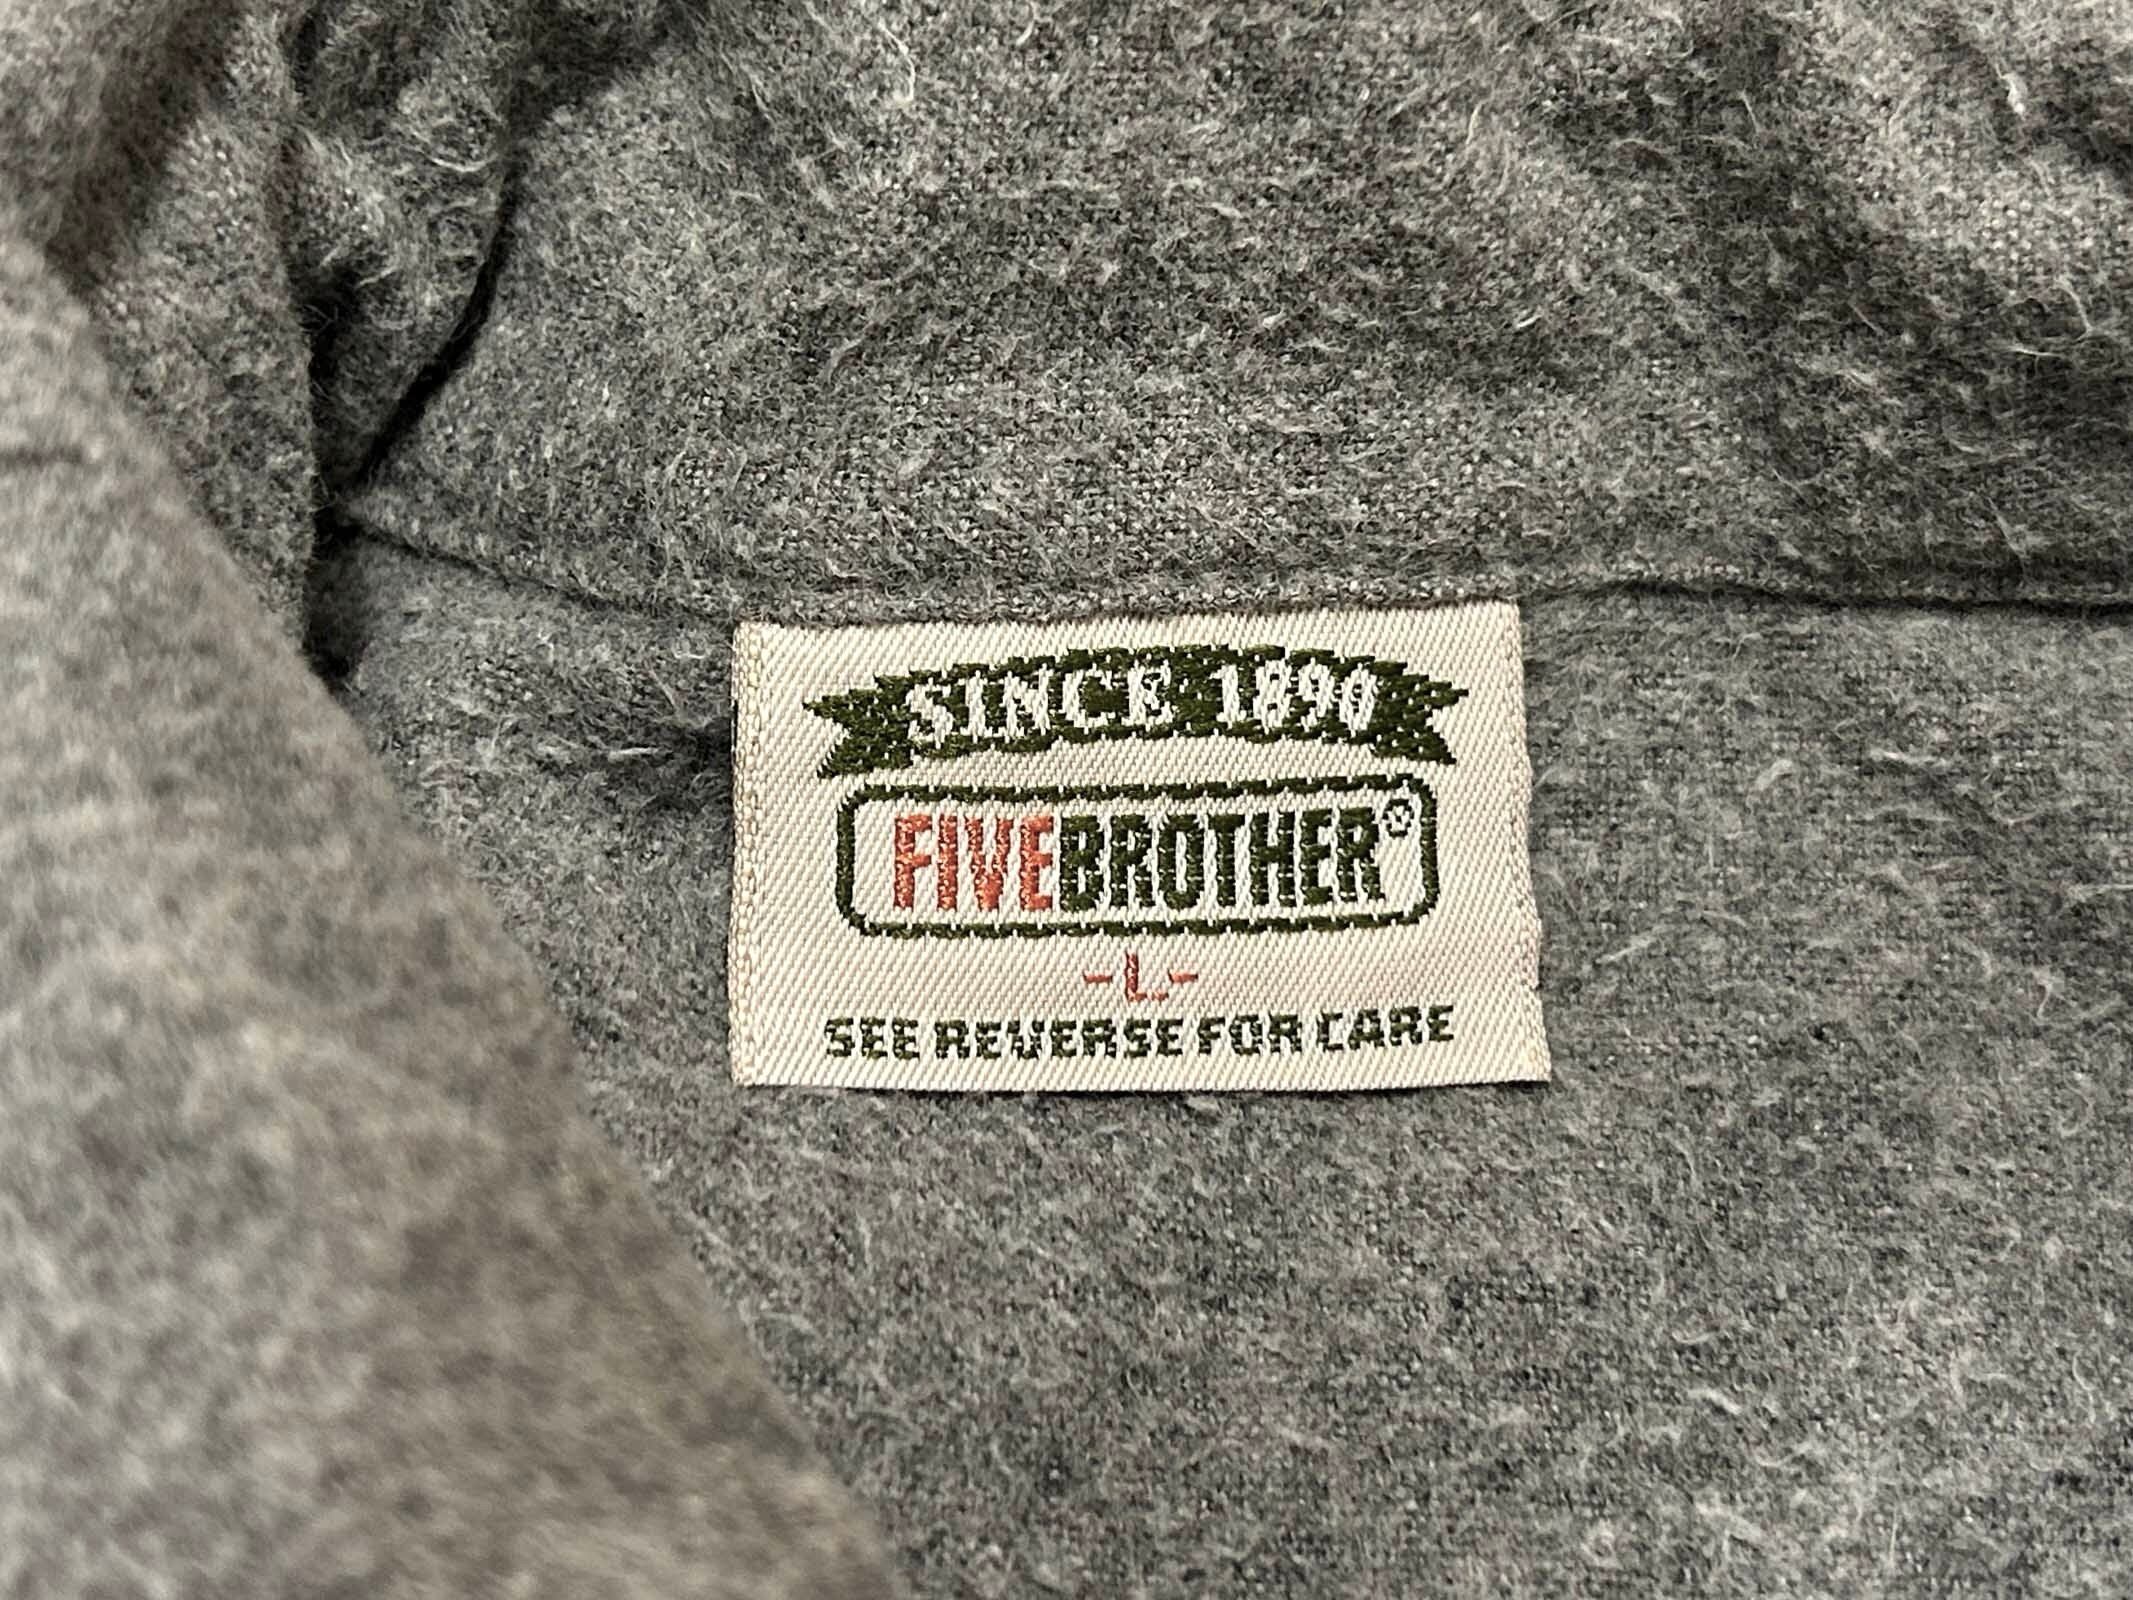 SINCE 1890
FIVEBROTHER®
-L-
SEE REVERSE FOR CARE